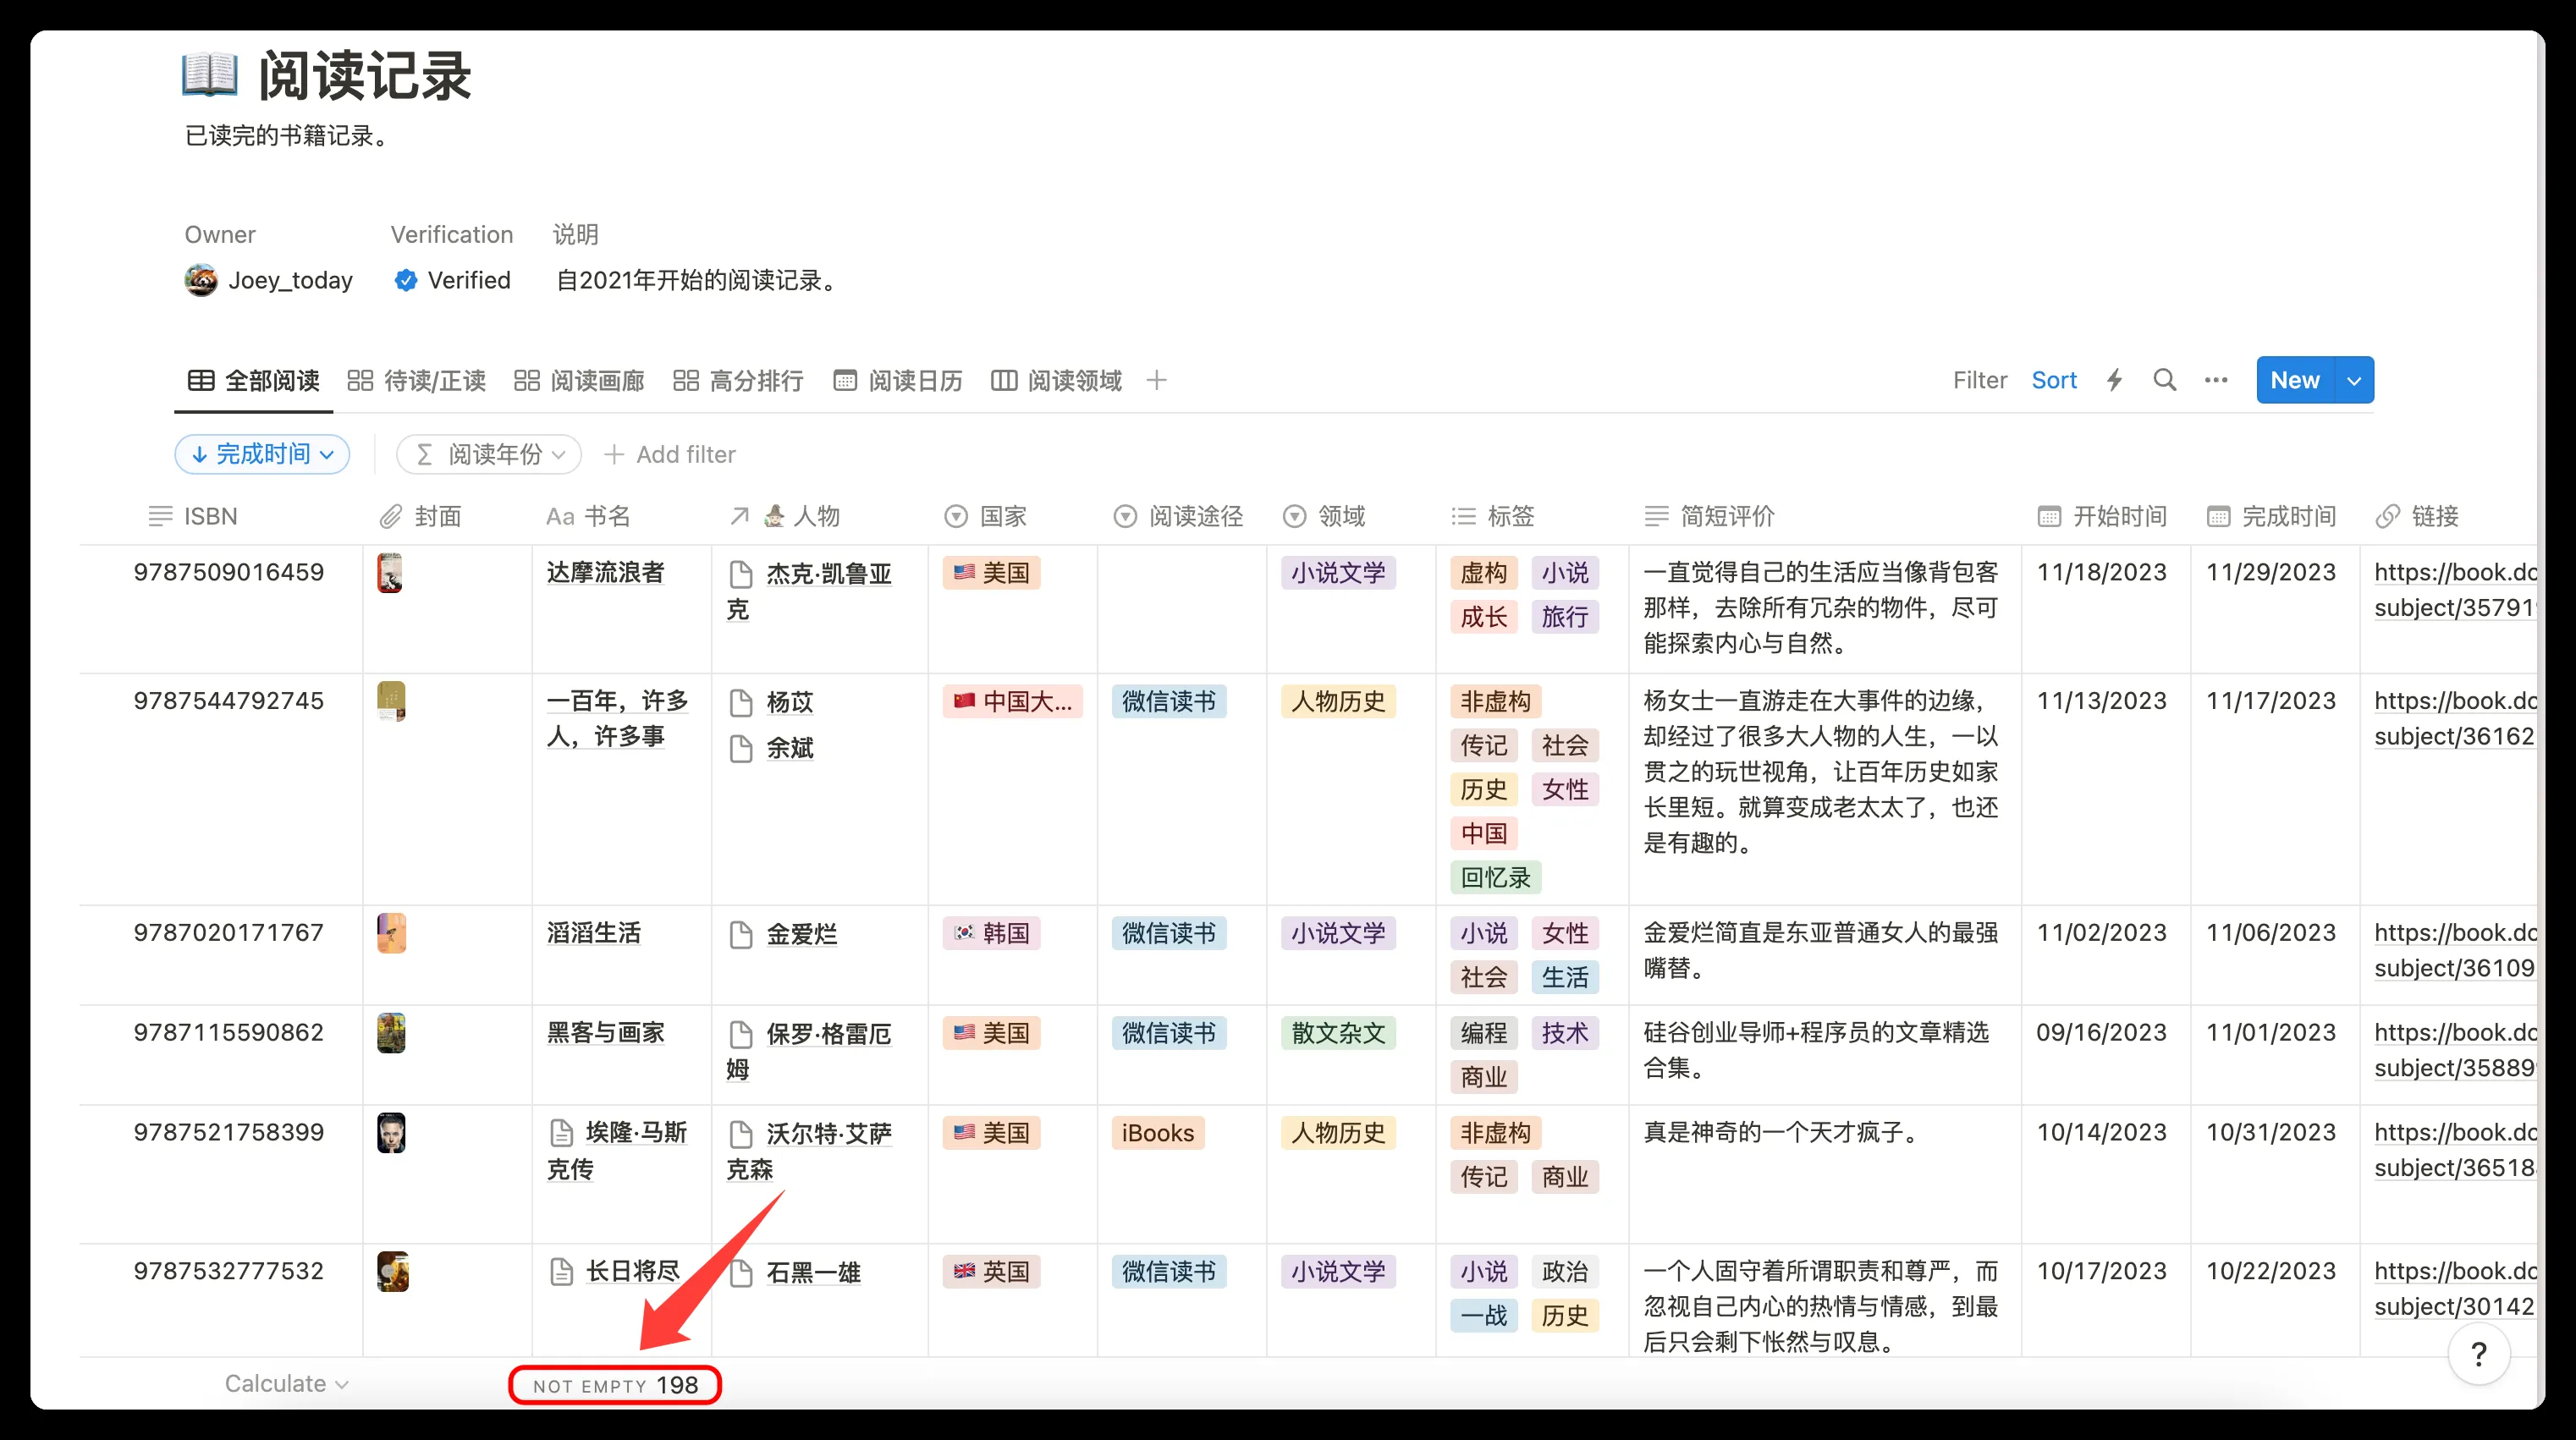 阅读记录
已读完的书籍记录。
Owner Verification 说明
Joey_today Verified 自2021年开始的阅读记录。
全部阅读 待读/正读 阅读画廊 高分排行 阅读日历 阅读领域 Filter Sort New
完成时间 阅读年份 Add filter
ISBN 封面 Aa 书名 人物 国家 阅读途径 领域 标签 简短评价 开始时间 完成时间 链接
9787509016459 达摩流浪者 杰克·凯鲁亚 美国 小说文学 虚构 小说 一直觉得自己的生活应当像背包客 11/18/2023 11/29/2023 https://book.do
克 成长 旅行 那样，去除所有冗杂的物件，尽可 subject/35791
能探索内心与自然。
9787544792745 一百年，许多 杨苡 中国大... 微信读书 人物历史 非虚构 杨女士一直游走在大事件的边缘， 11/13/2023 11/17/2023 https://book.do
人，许多事 余斌 传记 社会 却经过了很多大人物的人生，一以 subject/36162
历史 女性 贯之的玩世视角，让百年历史如家
中国 长里短。就算变成老太太了，也还
回忆录 是有趣的。
9787020171767 滔滔生活 金爱烂 韩国 微信读书 小说文学 小说 女性 金爱烂简直是东亚普通女人的最强 11/02/2023 11/06/2023 https://book.do
社会 生活 嘴替。 subject/36109
9787115590862 黑客与画家 保罗·格雷厄 美国 微信读书 散文杂文 编程 技术 硅谷创业导师+程序员的文章精选 09/16/2023 11/01/2023 https://book.do
姆 商业 合集。 subject/35889
9787521758399 埃隆·马斯 沃尔特·艾萨 美国 iBooks 人物历史 非虚构 真是神奇的一个天才疯子。 10/14/2023 10/31/2023 https://book.do
克传 克森 传记 商业 subject/36518
9787532777532 长日将尽 石黑一雄 英国 微信读书 小说文学 小说 政治 一个人固守着所谓职责和尊严，而 10/17/2023 10/22/2023 https://book.do
一战 历史 忽视自己内心的热情与情感，到最 subject/30142
后只会剩下怅然与叹息。
Calculate NOT EMPTY 198 ?